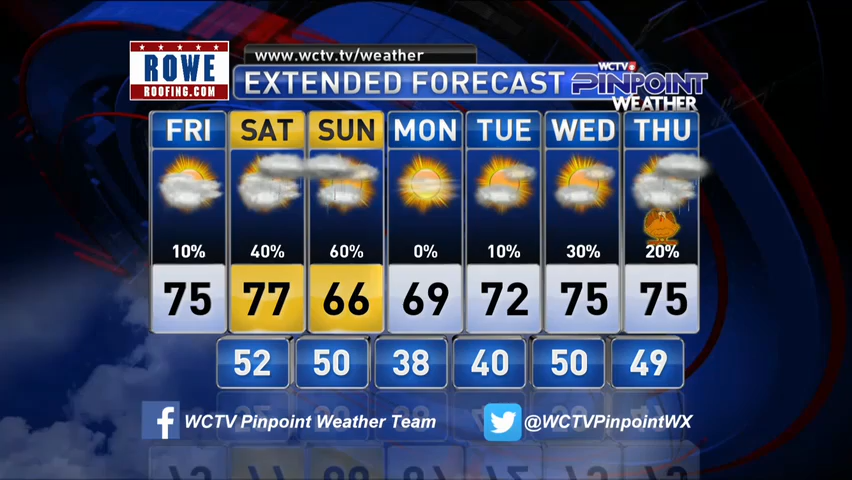 ROWE
ROOFING.COM
www.wctv.tv/weather
EXTENDED FORECAST
WCTV
PINPOINT
WEATHER
FRI SAT SUN MON TUE WED THU
10% 40% 60% 0% 10% 30% 20%
75 77 66 69 72 75 75
52 50 38 40 50 49
WCTV Pinpoint Weather Team @WCTVPinpointWX